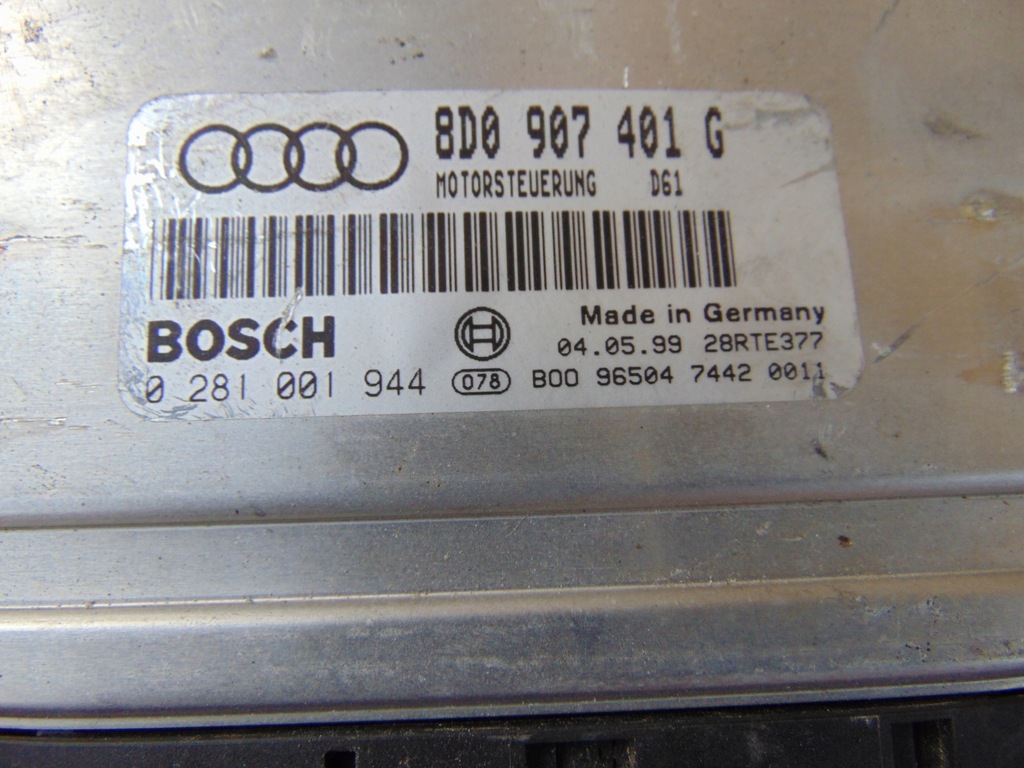 8D0 907 401 G
MOTORSTEUERUNG D61
BOSCH
Made in Germany
04.05.99 28RTE377
0 281 001 944 078 B00 96504 7442 0011